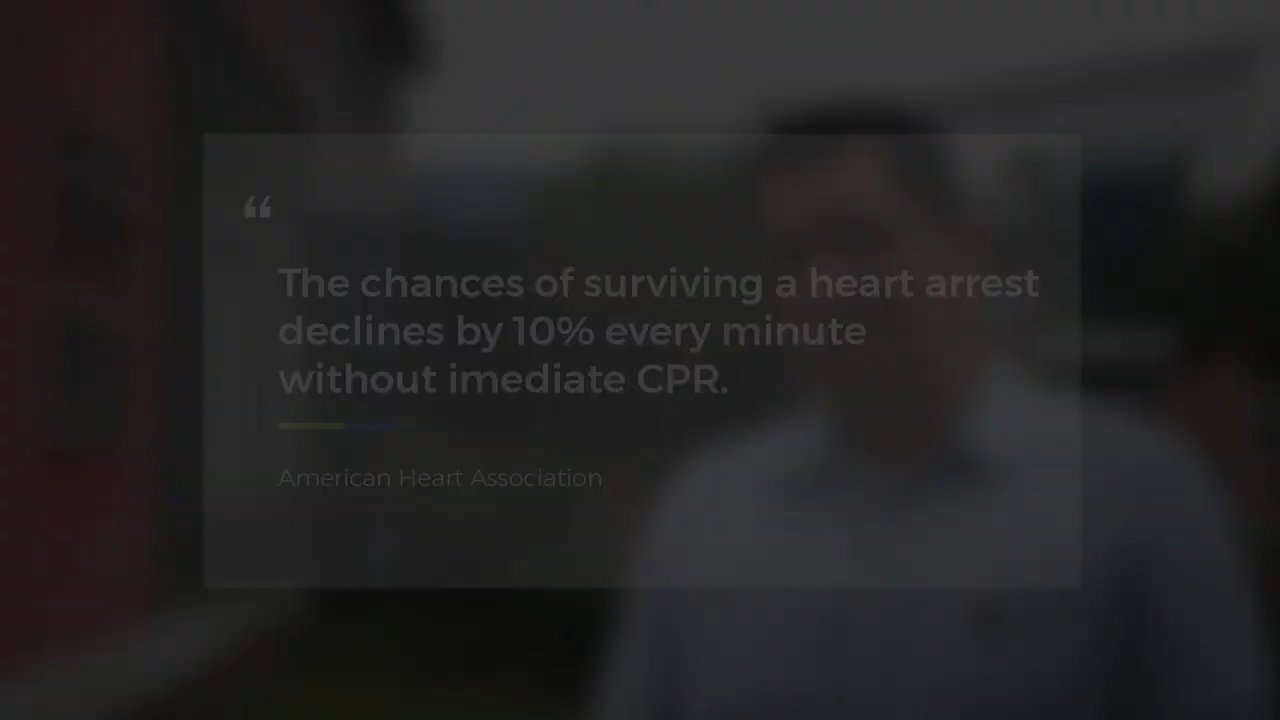 “
The chances of surviving a heart arrest
declines by 10% every minute
without imediate CPR.
American Heart Association